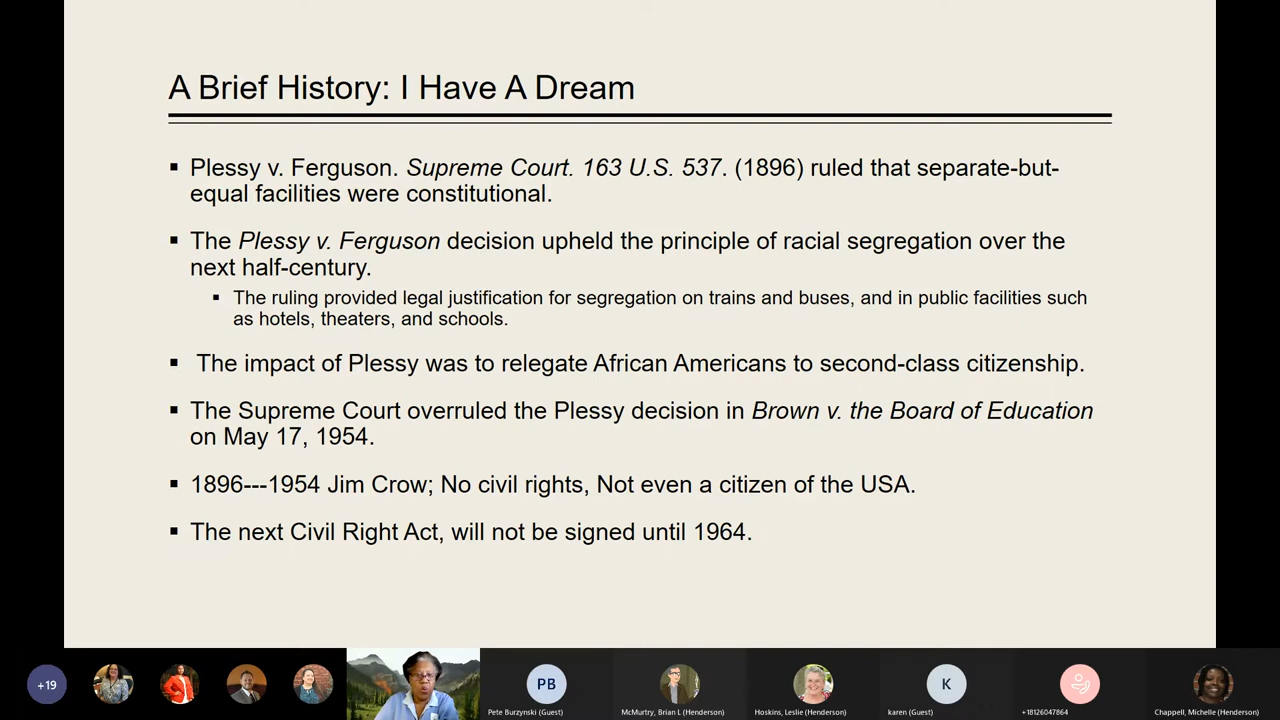 A Brief History: I Have A Dream
▪ Plessy v. Ferguson. Supreme Court. 163 U.S. 537. (1896) ruled that separate-but-
equal facilities were constitutional.
▪ The Plessy v. Ferguson decision upheld the principle of racial segregation over the
next half-century.
▪ The ruling provided legal justification for segregation on trains and buses, and in public facilities such
as hotels, theaters, and schools.
▪ The impact of Plessy was to relegate African Americans to second-class citizenship.
▪ The Supreme Court overruled the Plessy decision in Brown v. the Board of Education
on May 17, 1954.
▪ 1896---1954 Jim Crow; No civil rights, Not even a citizen of the USA.
▪ The next Civil Right Act, will not be signed until 1964.
+19
PB
K
Pete Burzynski (Guest)
McMurtry, Brian L (Henderson)
Hoskins, Leslie (Henderson)
karen (Guest)
+18126047864
Chappell, Michelle (Henderson)